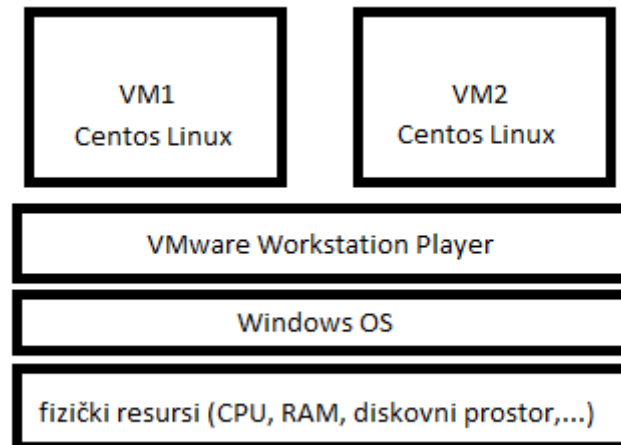 VM1
Centos Linux
VM2
Centos Linux
VMware Workstation Player
Windows OS
fizički resursi (CPU, RAM, diskovni prostor,...)